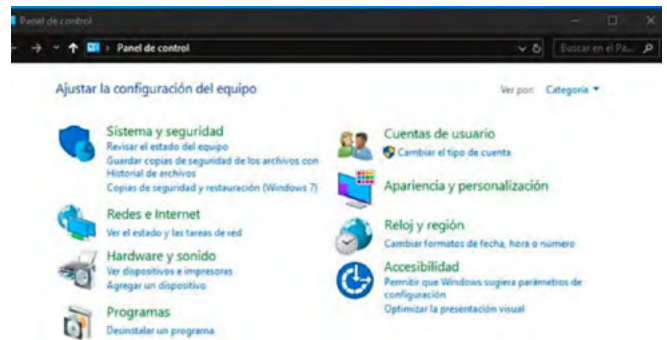 Panel de control
Panel de control
Buscar en el Pa...
Ajustar la configuración del equipo
Ver por: Categoría
Sistema y seguridad
Revisar el estado del equipo
Guardar copias de seguridad de los archivos con
Historial de archivos
Copias de seguridad y restauración (Windows 7)
Redes e Internet
Ver el estado y las tareas de red
Hardware y sonido
Ver dispositivos e impresoras
Agregar un dispositivo
Programas
Desinstalar un programa
Cuentas de usuario
Cambiar el tipo de cuenta
Apariencia y personalización
Reloj y región
Cambiar formatos de fecha, hora o número
Accesibilidad
Permitir que Windows sugiera parámetros de
configuración
Optimizar la presentación visual